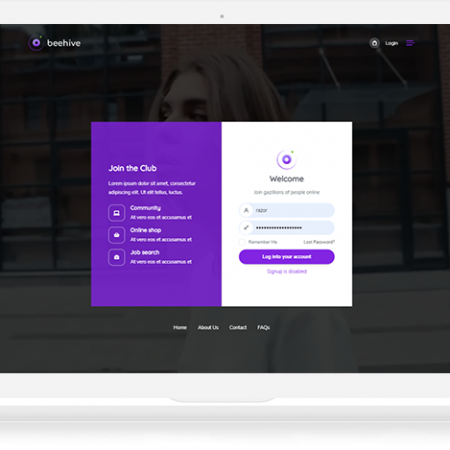 beehive
Login
Join the Club
Lorem ipsum dolor sit amet, consectetur
adipiscing elit. Ut elit tellus, luctus.
Community
At vero eos et accusamus et
Online shop
At vero eos et accusamus et
Job search
At vero eos et accusamus et
Welcome
Join gazillions of people online
razor
Remember Me
Lost Password?
Log into your account
Signup is disabled
Home
About Us
Contact
FAQs